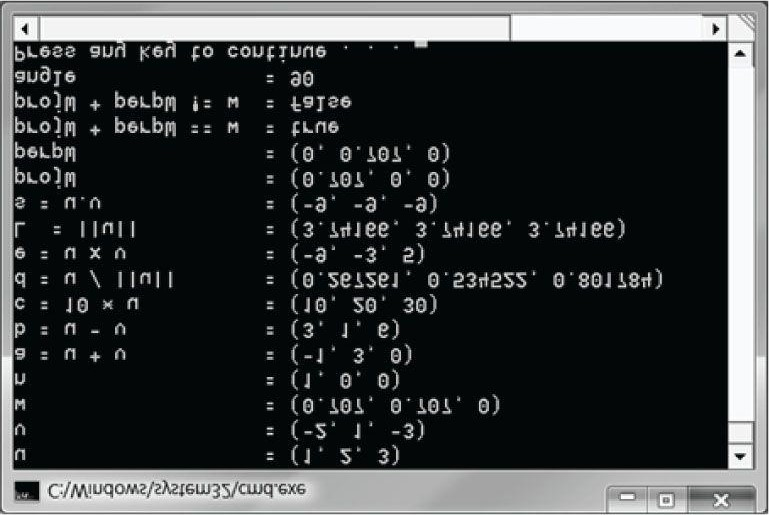 C:\Windows\system32\cmd.exe
u = (1, 2, 3)
v = (-2, 1, -3)
w = (0.707, 0.707, 0)
n = (1, 0, 0)
a = u + v = (-1, 3, 0)
b = u - v = (3, 1, 6)
c = 10 * u = (10, 20, 30)
d = u / ||u|| = (0.267261, 0.534522, 0.801784)
e = u x v = (-9, -3, 5)
L = ||u|| = (3.74166, 3.74166, 3.74166)
s = u.v = (-9, -9, -9)
projW = (0.707, 0, 0)
perpW = (0, 0.707, 0)
projW + perpW == w = true
projW + perpW != w = false
angle = 90
Press any key to continue . . .